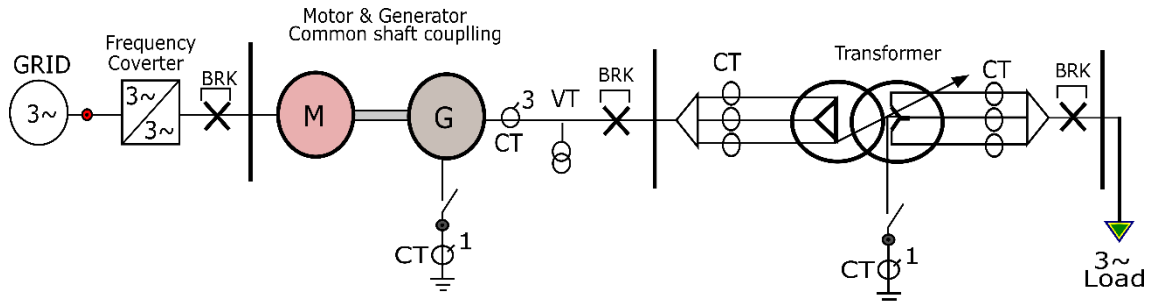 GRID
3~
Frequency
Coverter
3~
3~
BRK
Motor & Generator
Common shaft couplling
M
G
3
CT
VT
BRK
CT
1
CT
Transformer
CT
BRK
CT
1
3~
Load